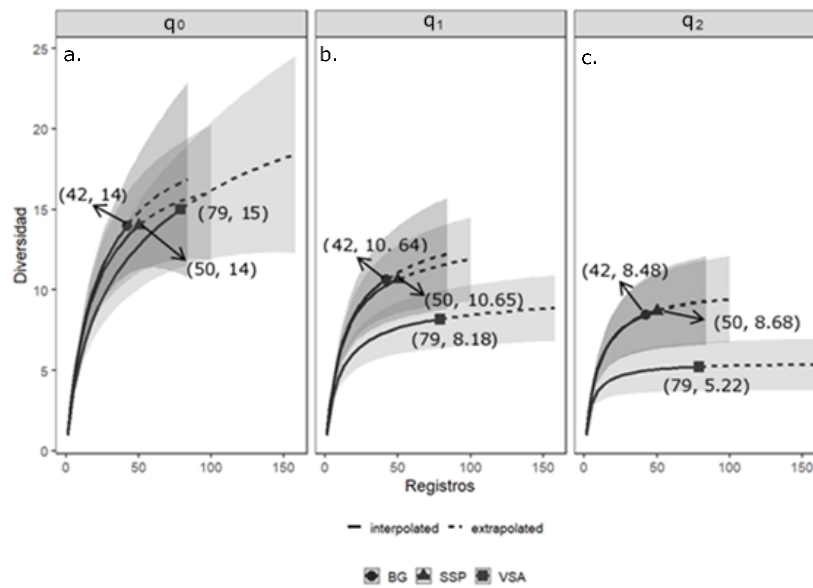 q₀ q₁ q₂
a. b. c.
25
20
15
10
5
0
Diversidad
(42, 14)
(79, 15)
(50, 14)
(42, 10. 64)
(50, 10.65)
(79, 8.18)
(42, 8.48)
(50, 8.68)
(79, 5.22)
0 50 100 150 0 50 100 150 0 50 100 150
Registros
interpolated extrapolated
BG SSP VSA